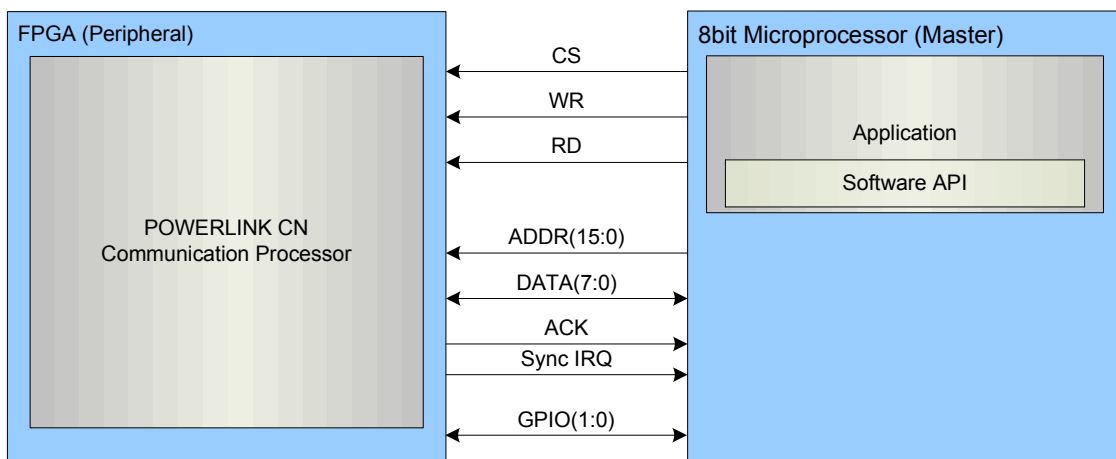 FPGA (Peripheral)
POWERLINK CN
Communication Processor
CS
WR
RD
ADDR(15:0)
DATA(7:0)
ACK
Sync IRQ
GPIO(1:0)
8bit Microprocessor (Master)
Application
Software API